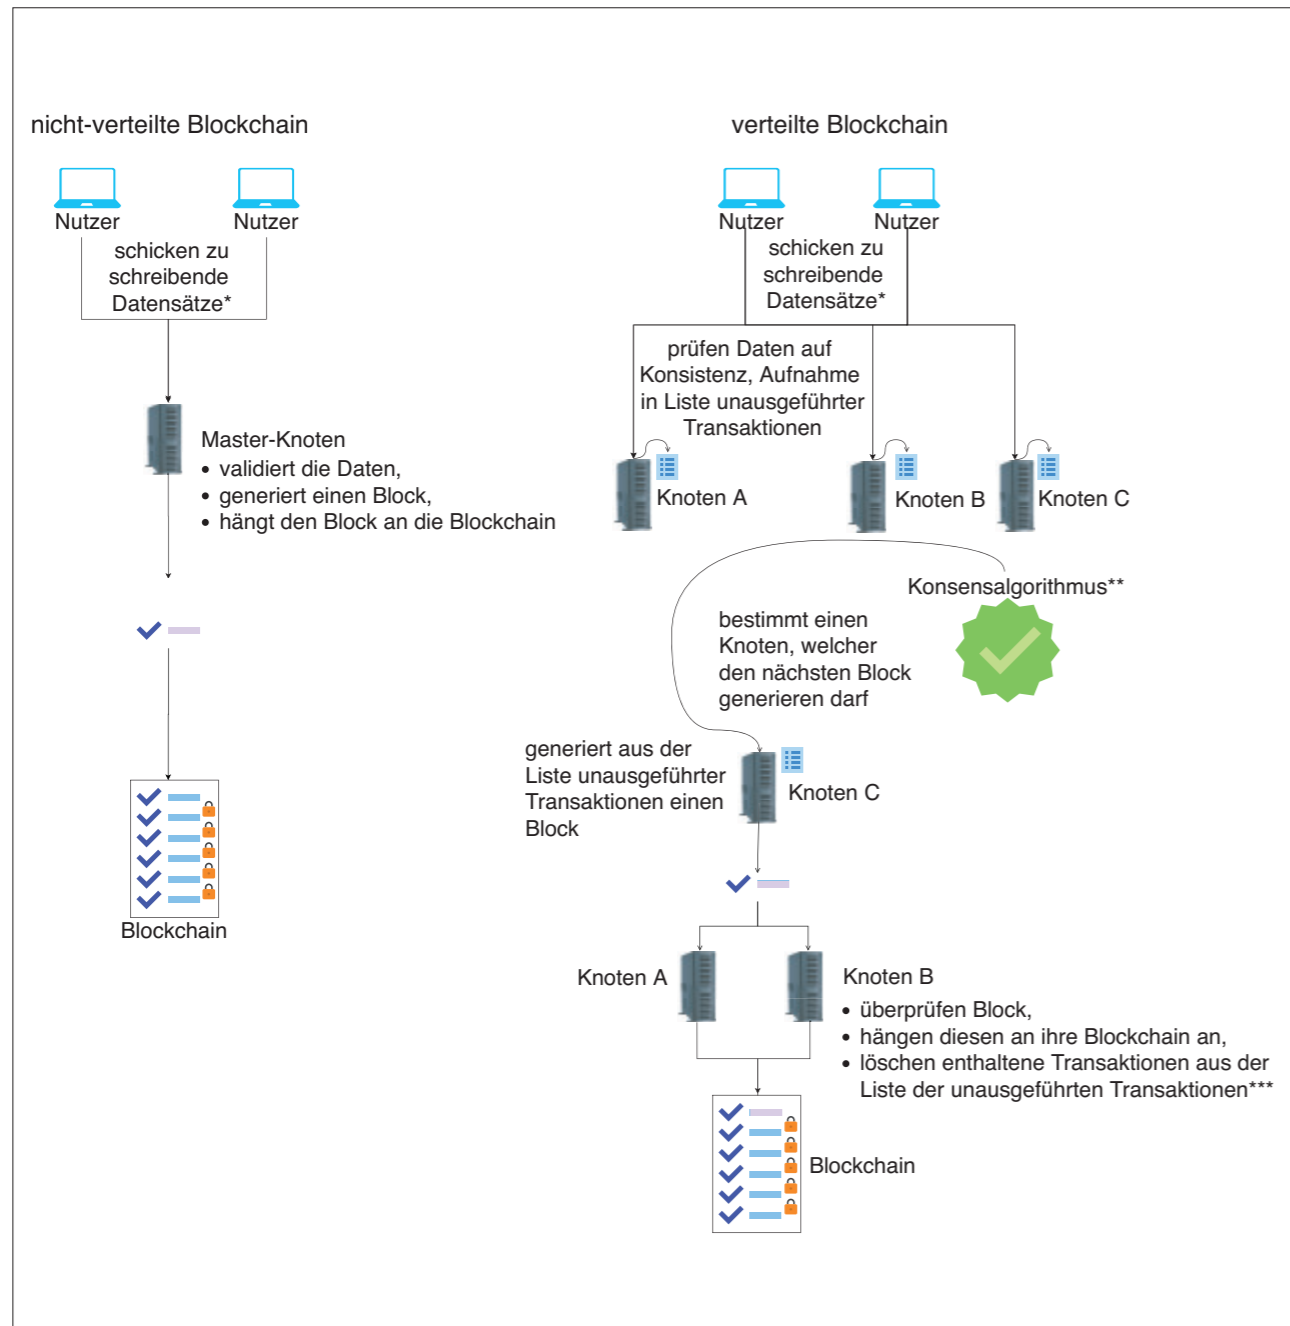 nicht-verteilte Blockchain
Nutzer
Nutzer
schicken zu
schreibende
Datensätze*
Master-Knoten
• validiert die Daten,
• generiert einen Block,
• hängt den Block an die Blockchain
Blockchain
verteilte Blockchain
Nutzer
Nutzer
schicken zu
schreibende
Datensätze*
prüfen Daten auf
Konsistenz, Aufnahme
in Liste unausgeführter
Transaktionen
Knoten A
Knoten B
Knoten C
Konsensalgorithmus**
bestimmt einen
Knoten, welcher
den nächsten Block
generieren darf
generiert aus der
Liste unausgeführter
Transaktionen einen
Block
Knoten C
Knoten A
Knoten B
• überprüfen Block,
• hängen diesen an ihre Blockchain an,
• löschen enthaltene Transaktionen aus der
Liste der unausgeführten Transaktionen***
Blockchain